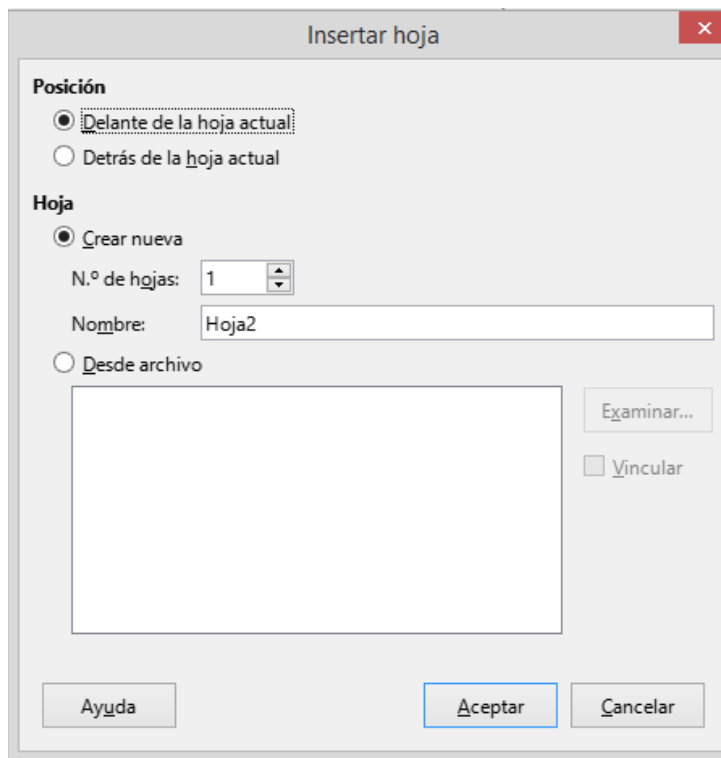 Insertar hoja
Posición
Delante de la hoja actual
Detrás de la hoja actual
Hoja
Crear nueva
N.º de hojas: 1
Nombre: Hoja2
Desde archivo
Examinar...
Vincular
Ayuda Aceptar Cancelar